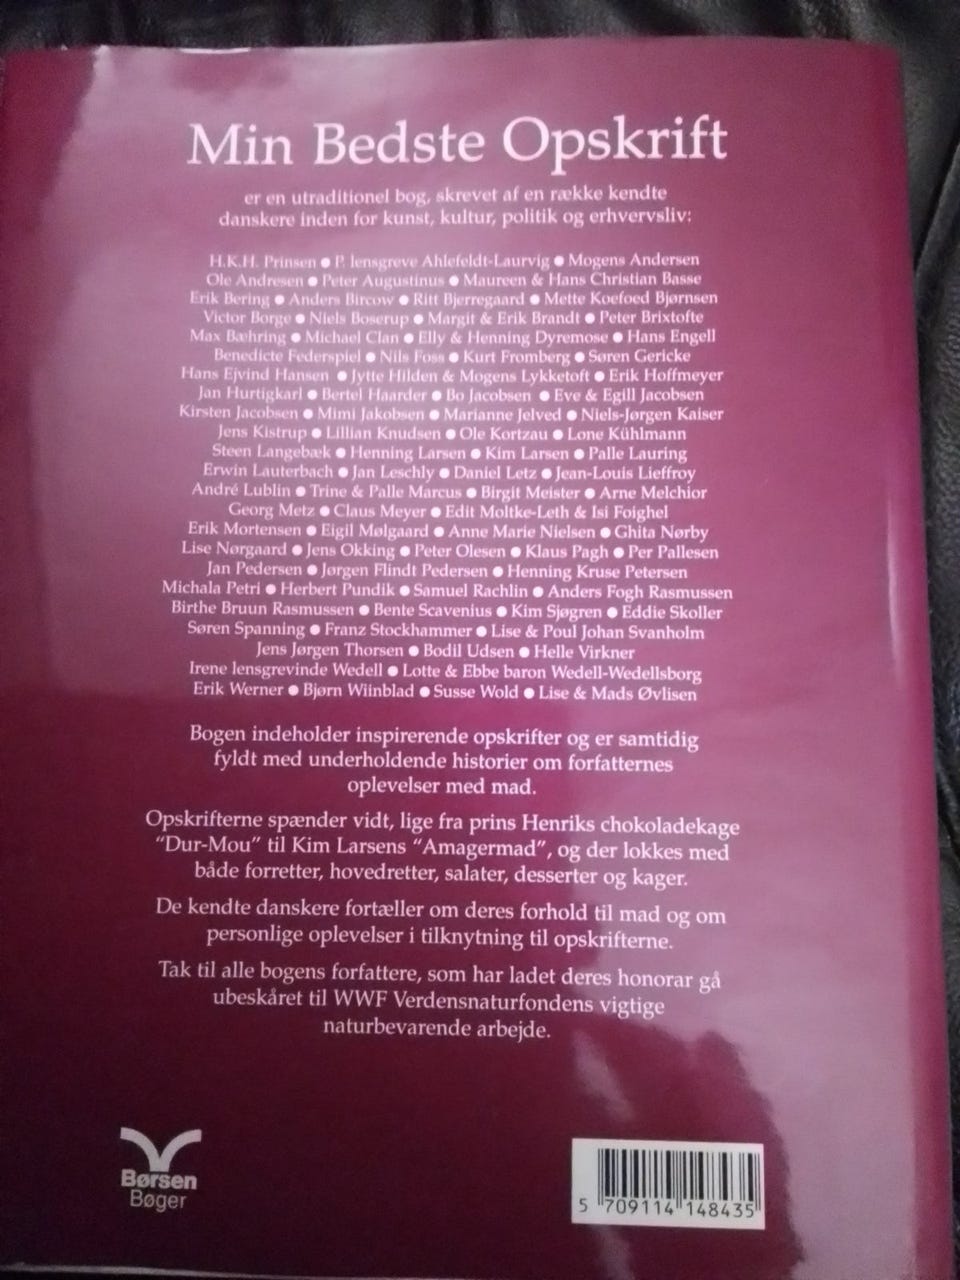 Min Bedste Opskrift
er en utraditionel bog, skrevet af en række kendte
danskere inden for kunst, kultur, politik og erhvervsliv:
H.K.H. Prinsen ● P. lensgreve Ahlefeldt-Laurvig ● Mogens Andersen
Ole Andresen ● Peter Augustinus ● Maureen & Hans Christian Basse
Erik Bering ● Anders Bircow ● Ritt Bjerregaard ● Mette Koefoed Bjørnsen
Victor Borge ● Niels Boserup ● Margit & Erik Brandt ● Peter Brixtofte
Max Bæhring ● Michael Clan ● Elly & Henning Dyremose ● Hans Engell
Benedicte Federspiel ● Nils Foss ● Kurt Fromberg ● Søren Gericke
Hans Ejvind Hansen ● Jytte Hilden & Mogens Lykketoft ● Erik Hoffmeyer
Jan Hurtigkarl ● Bertel Haarder ● Bo Jacobsen ● Eve & Egill Jacobsen
Kirsten Jacobsen ● Mimi Jakobsen ● Marianne Jelved ● Niels-Jørgen Kaiser
Jens Kistrup ● Lillian Knudsen ● Ole Kortzau ● Lone Kühlmann
Steen Langebæk ● Henning Larsen ● Kim Larsen ● Palle Lauring
Erwin Lauterbach ● Jan Leschly ● Daniel Letz ● Jean-Louis Lieffroy
André Lublin ● Trine & Palle Marcus ● Birgit Meister ● Arne Melchior
Georg Metz ● Claus Meyer ● Edit Moltke-Leth & Isi Foighel
Erik Mortensen ● Eigil Mølgaard ● Anne Marie Nielsen ● Ghita Nørby
Lise Nørgaard ● Jens Okking ● Peter Olesen ● Klaus Pagh ● Per Pallesen
Jan Pedersen ● Jørgen Flindt Pedersen ● Henning Kruse Petersen
Michala Petri ● Herbert Pundik ● Samuel Rachlin ● Anders Fogh Rasmussen
Birthe Bruun Rasmussen ● Bente Scavenius ● Kim Sjøgren ● Eddie Skoller
Søren Spanning ● Franz Stockhammer ● Lise & Poul Johan Svanholm
Jens Jørgen Thorsen ● Bodil Udsen ● Helle Virkner
Irene lensgrevinde Wedell ● Lotte & Ebbe baron Wedell-Wedellsborg
Erik Werner ● Bjørn Wiinblad ● Susse Wold ● Lise & Mads Øvlisen
Bogen indeholder inspirerende opskrifter og er samtidig
fyldt med underholdende historier om forfatternes
oplevelser med mad.
Opskrifterne spænder vidt, lige fra prins Henriks chokoladekage
“Dur-Mou” til Kim Larsens “Amagermad”, og der lokkes med
både forretter, hovedretter, salater, desserter og kager.
De kendte danskere fortæller om deres forhold til mad og om
personlige oplevelser i tilknytning til opskrifterne.
Tak til alle bogens forfattere, som har ladet deres honorar gå
ubeskåret til WWF Verdensnaturfondens vigtige
naturbevarende arbejde.
Børsen
Bøger
5 709114 148435